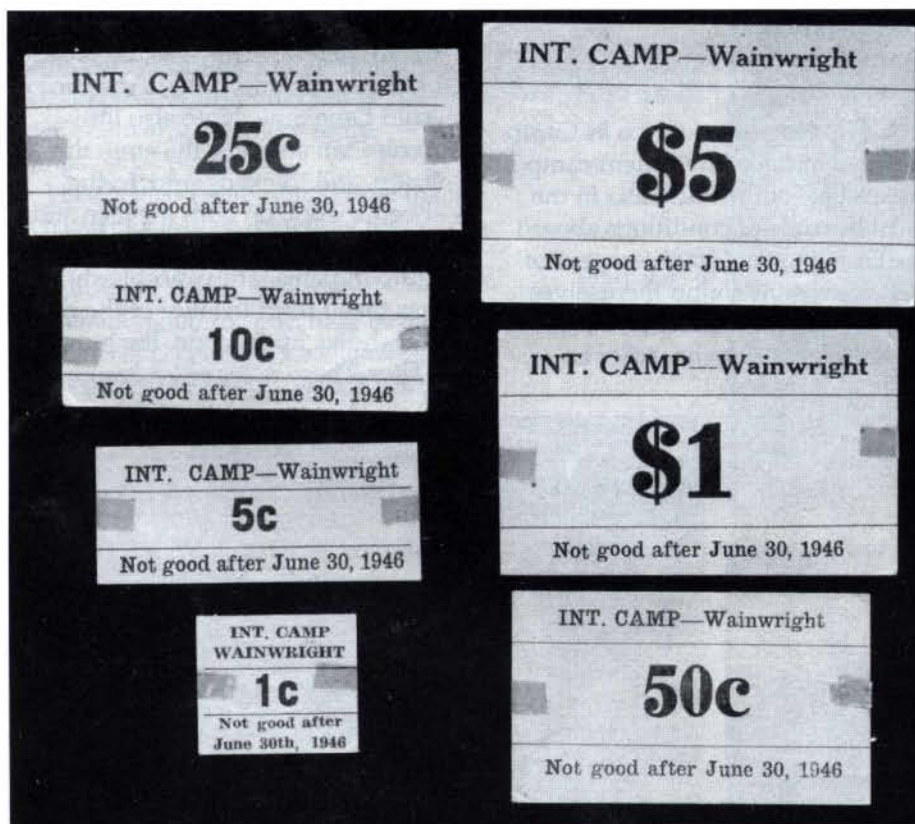 INT. CAMP—Wainwright
25c
Not good after June 30, 1946
INT. CAMP—Wainwright
10c
Not good after June 30, 1946
INT. CAMP—Wainwright
5c
Not good after June 30, 1946
INT. CAMP
WAINWRIGHT
1c
Not good after
June 30th, 1946
INT. CAMP—Wainwright
$5
Not good after June 30, 1946
INT. CAMP—Wainwright
$1
Not good after June 30, 1946
INT. CAMP—Wainwright
50c
Not good after June 30, 1946